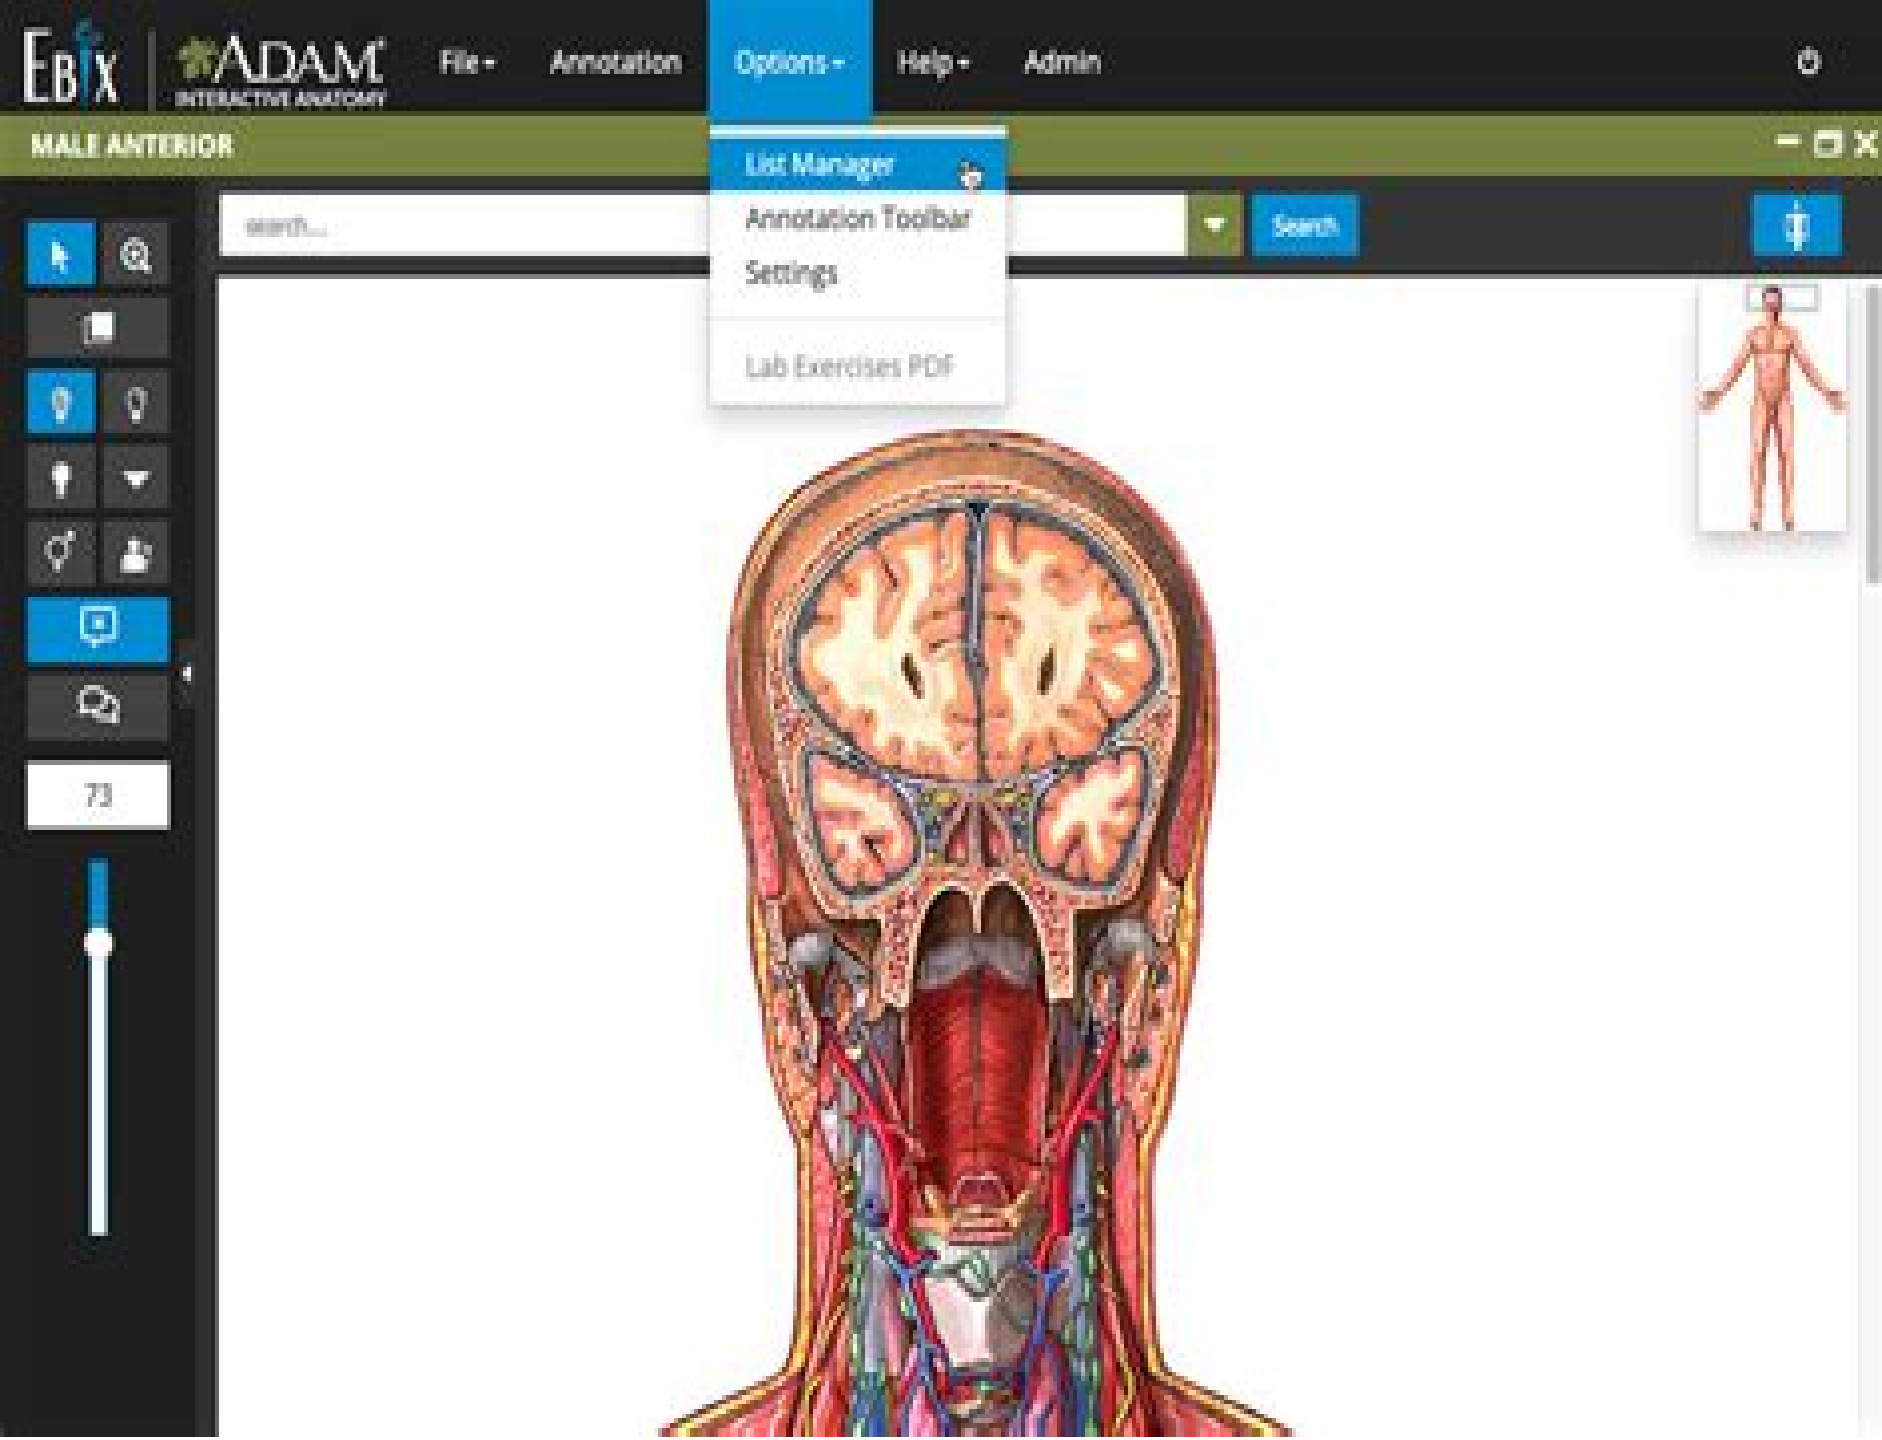 EBIX
ADAM
INTERACTIVE ANATOMY
File
Annotation
Options
Help
Admin
MALE ANTERIOR
List Manager
Annotation Toolbar
Settings
Lab Exercises PDF
search...
Search
73